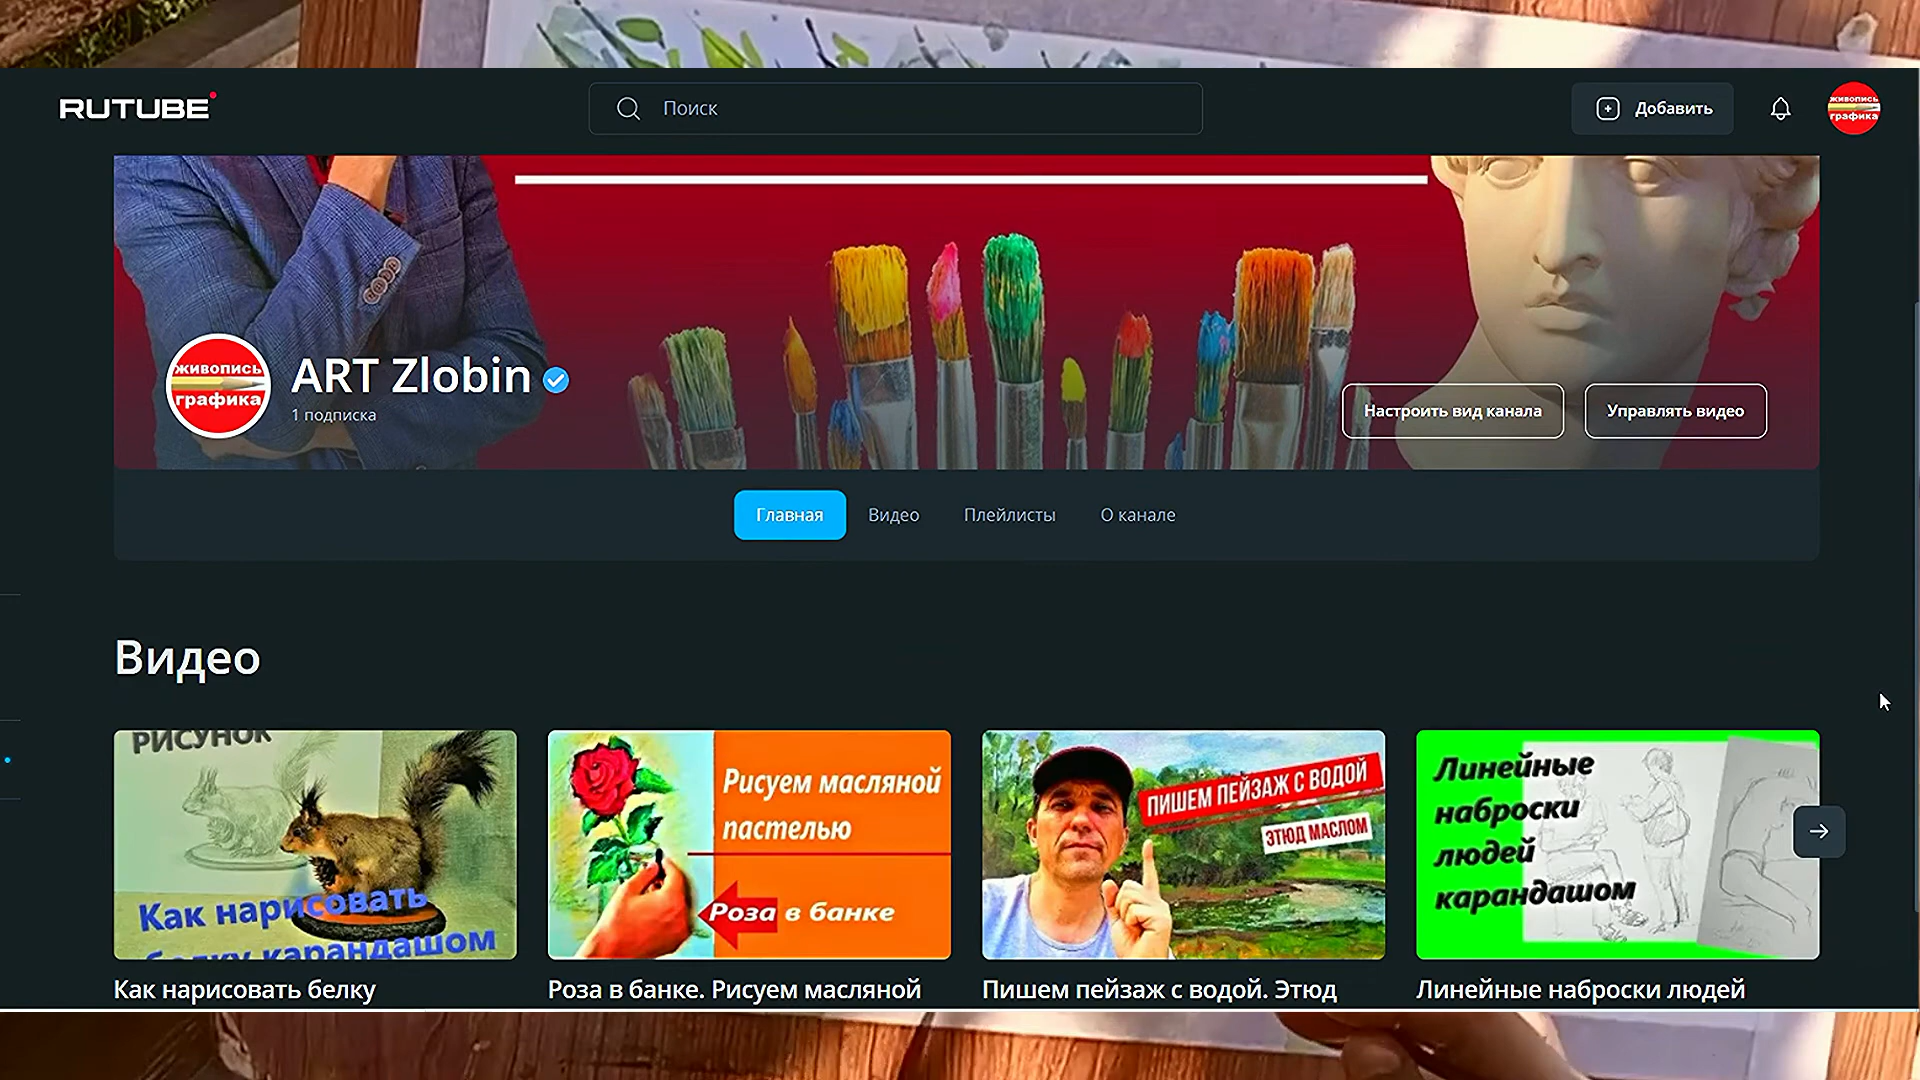 RUTUBE
Поиск
Добавить
живопись
графика
живопись
графика
ART Zlobin
1 подписка
Настроить вид канала
Управлять видео
Главная
Видео
Плейлисты
О канале
Видео
РИСУНОК
Как нарисовать
белку карандашом
Рисуем масляной
пастелью
Роза в банке
ПИШЕМ ПЕЙЗАЖ С ВОДОЙ
ЭТЮД МАСЛОМ
Линейные
наброски
людей
карандашом
Как нарисовать белку
Роза в банке. Рисуем масляной
Пишем пейзаж с водой. Этюд
Линейные наброски людей